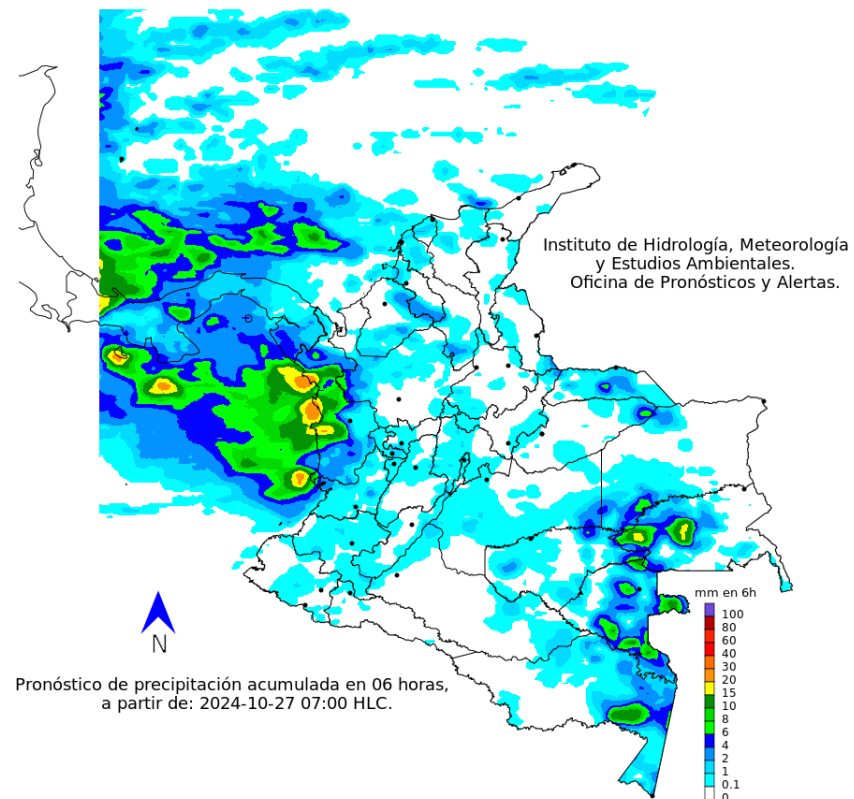 Instituto de Hidrología, Meteorología
y Estudios Ambientales.
Oficina de Pronósticos y Alertas.
N
Pronóstico de precipitación acumulada en 06 horas,
a partir de: 2024-10-27 07:00 HLC.
mm en 6h
100
80
60
40
30
20
15
10
8
6
4
2
1
0.1
0